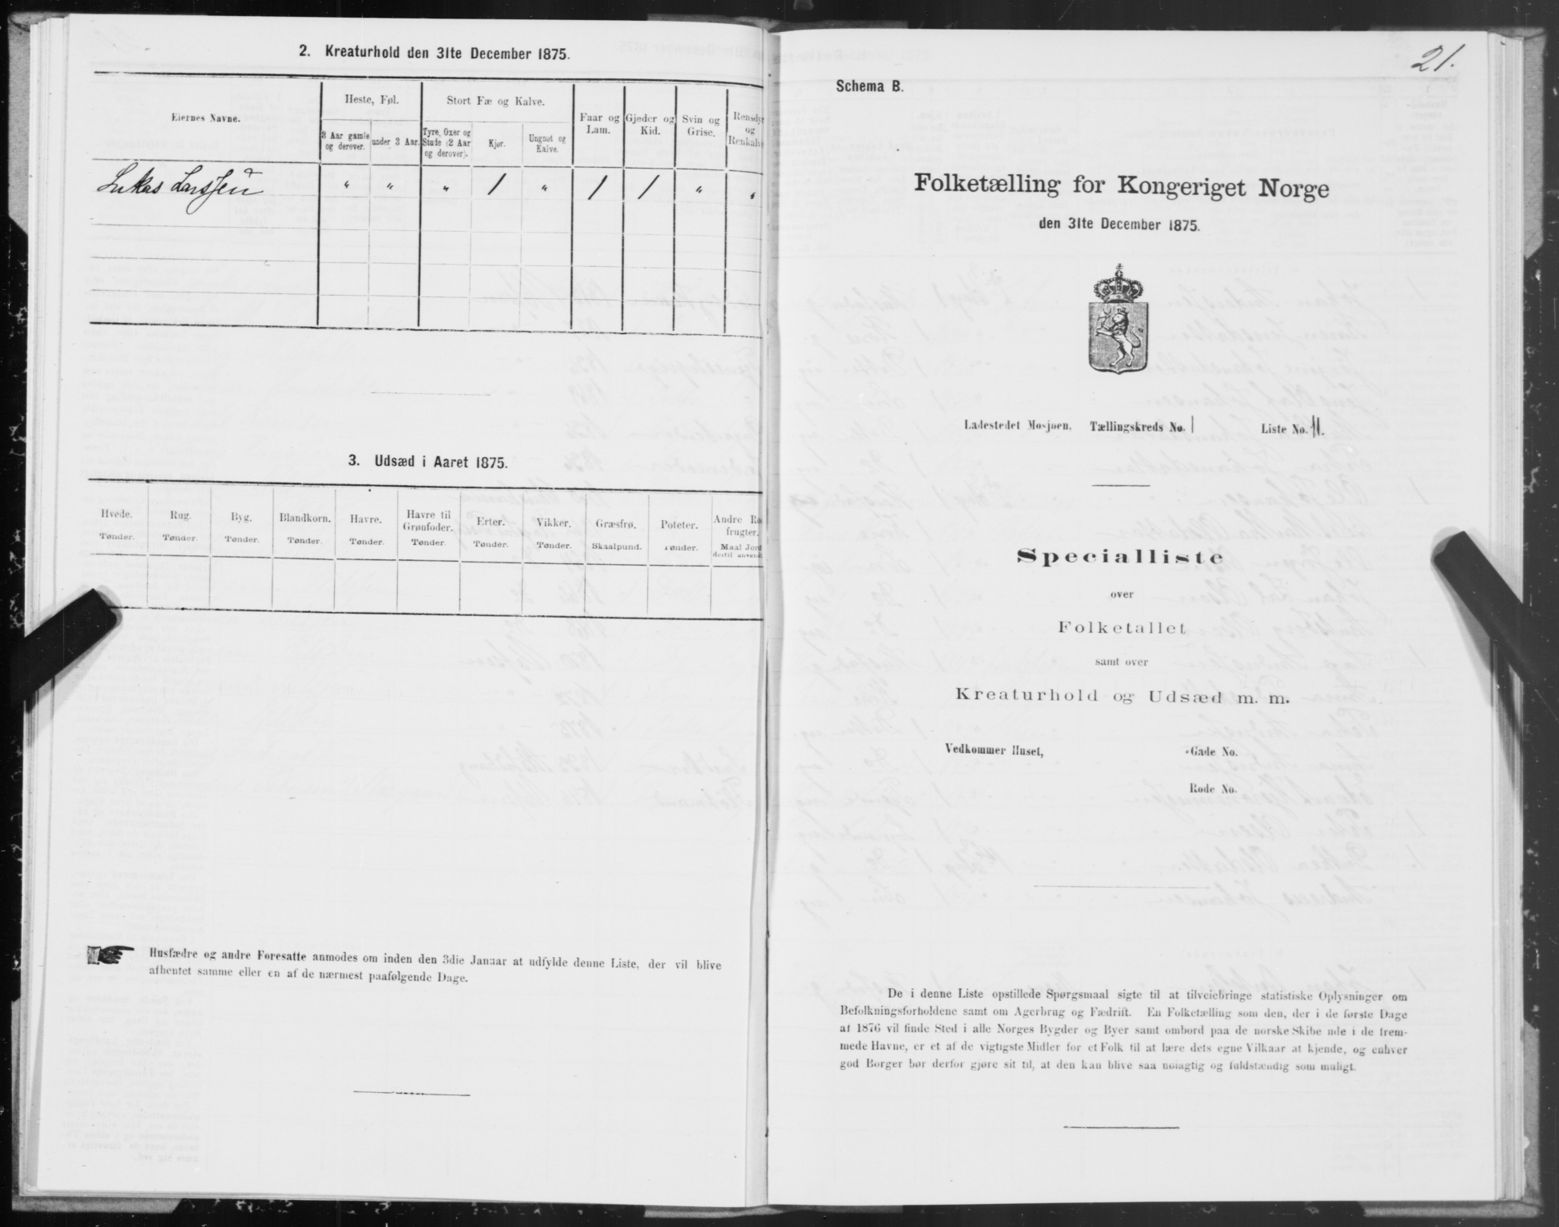 2. Kreaturhold den 31te December 1875.
Eiernes Navne.
Heste, Føl.
Stort Fæ og Kalve.
Faar og Lam.
Gjeder og Kid.
Svin og Grise.
Rensdyr og Renkalve
3 Aar gamle og derover.
under 3 Aar.
Tyre, Oxer og Stude (2 Aar og derover).
Kjør.
Ungnøt og Kalve.
Lukas Larssen " " " 1 " 1 1 " "
3. Udsæd i Aaret 1875.
Hvede. Rug. Byg. Blandkorn. Havre. Havre til Grønfoder. Erter. Vikker. Græsfrø. Poteter. Andre Ro frugter.
Tønder. Tønder. Tønder. Tønder. Tønder. Tønder. Tønder. Tønder. Skaalpund. Tønder. Maal Jord dertil anvend
Husfædre og andre Foresatte anmodes om inden den 3die Januar at udfylde denne Liste, der vil blive
afhentet samme eller en af de nærmest paafølgende Dage.
21.
Schema B.
Folketælling for Kongeriget Norge
den 31te December 1875.
Ladestedet Mosjøen. Tællingskreds No. 1 Liste No. 11.
Specialliste
over
Folketallet
samt over
Kreaturhold og Udsæd m. m.
Vedkommer Huset, -Gade No.
Rode No.
De i denne Liste opstillede Spørgsmaal sigte til at tilveiebringe statistiske Oplysninger om
Befolkningsforholdene samt om Agerbrug og Fædrift. En Folketælling som den, der i de første Dage
af 1876 vil finde Sted i alle Norges Bygder og Byer samt ombord paa de norske Skibe ude i de frem-
mede Havne, er et af de vigtigste Midler for et Folk til at lære dets egne Vilkaar at kjende, og enhver
god Borger bør derfor gjøre sit til, at den kan blive saa nøiagtig og fuldstændig som muligt.